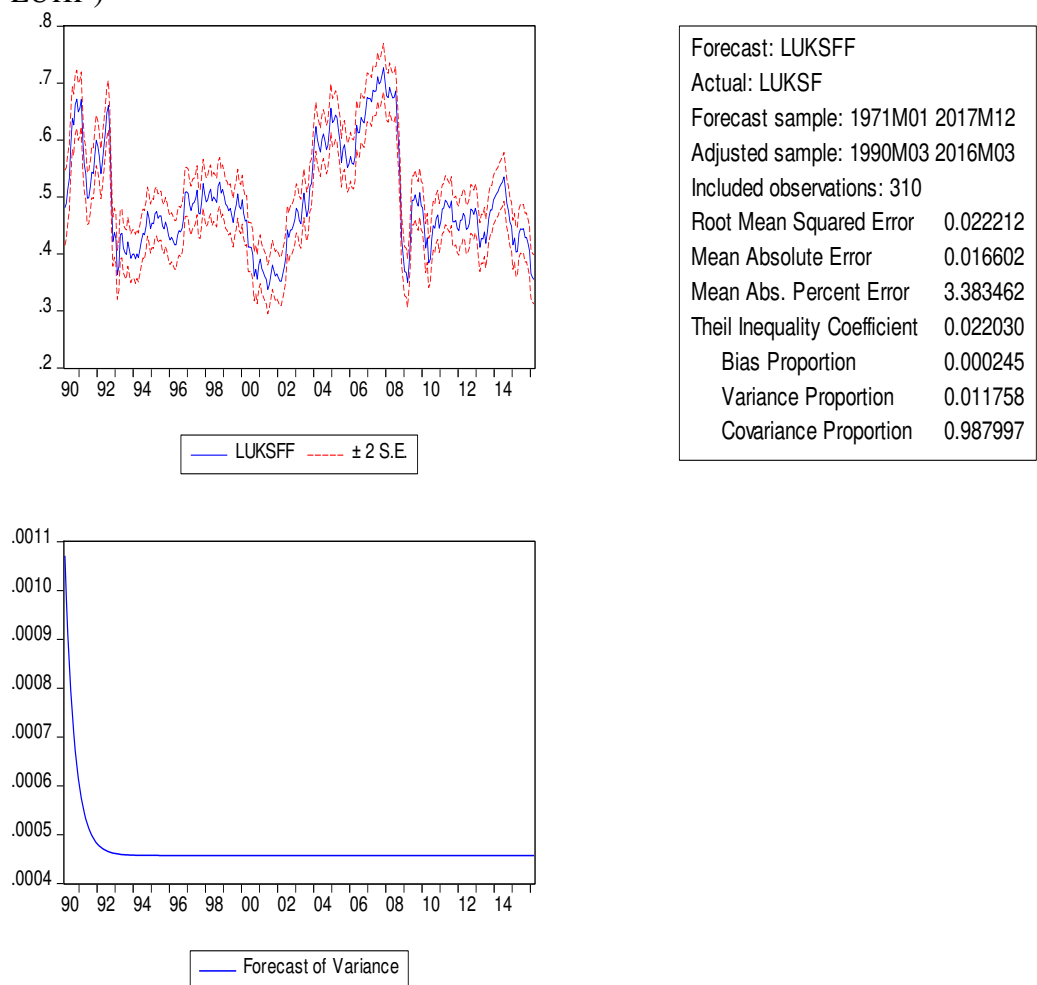 .8
.7
.6
.5
.4
.3
.2
90 92 94 96 98 00 02 04 06 08 10 12 14
LUKSFF ± 2 S.E.
Forecast: LUKSFF
Actual: LUKSF
Forecast sample: 1971M01 2017M12
Adjusted sample: 1990M03 2016M03
Included observations: 310
Root Mean Squared Error 0.022212
Mean Absolute Error 0.016602
Mean Abs. Percent Error 3.383462
Theil Inequality Coefficient 0.022030
Bias Proportion 0.000245
Variance Proportion 0.011758
Covariance Proportion 0.987997
.0011
.0010
.0009
.0008
.0007
.0006
.0005
.0004
90 92 94 96 98 00 02 04 06 08 10 12 14
Forecast of Variance